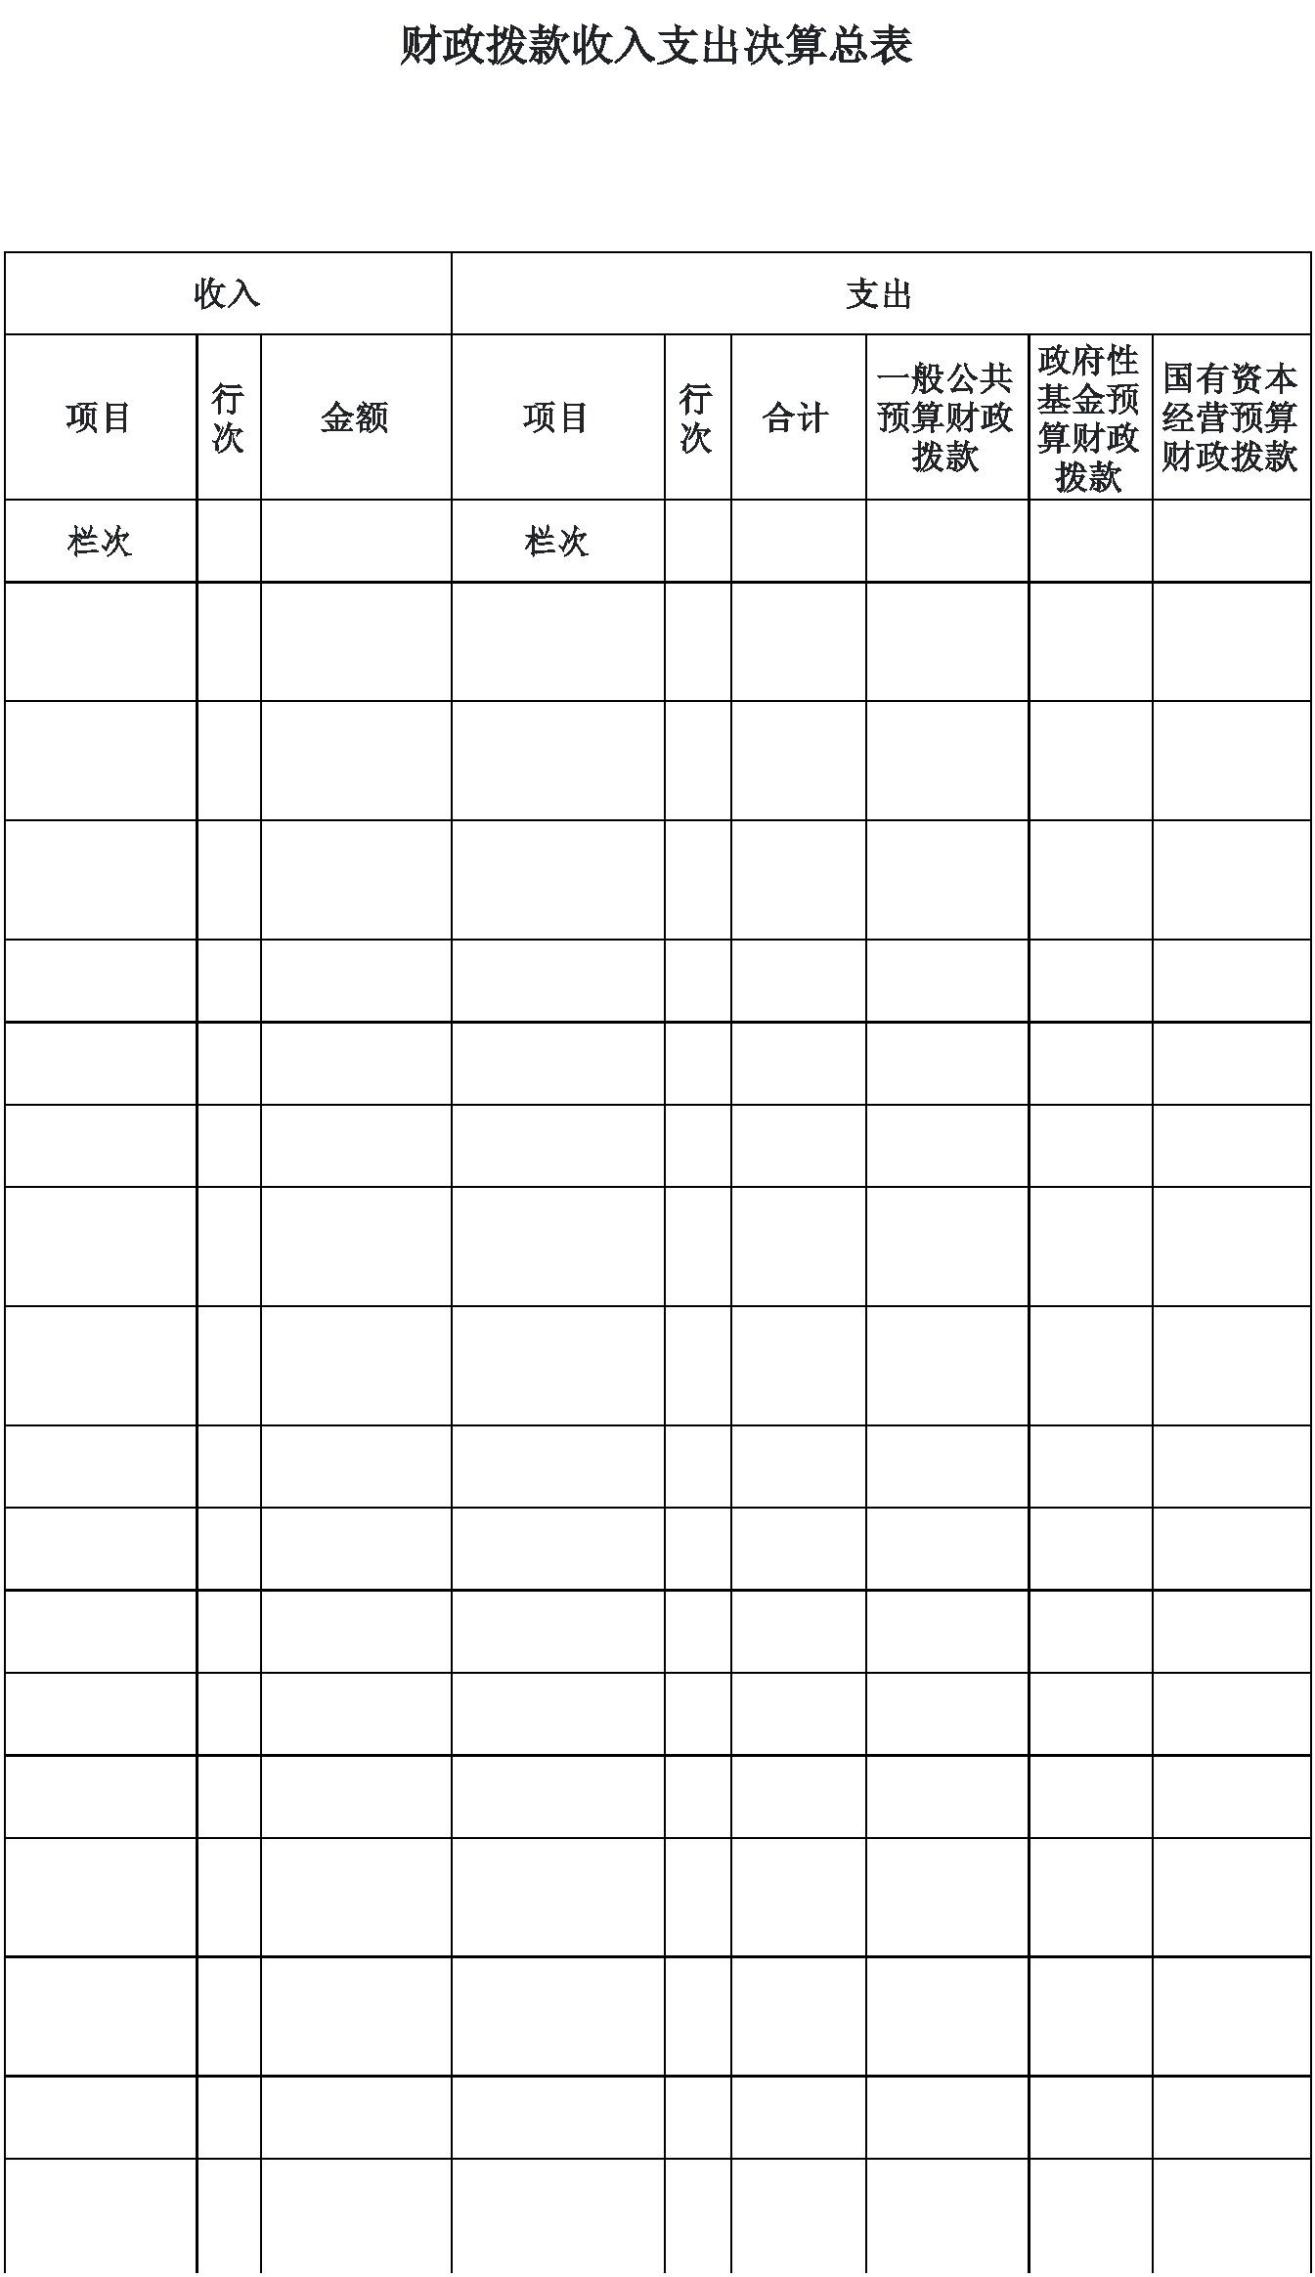 财政拨款收入支出决算总表
收入
支出
项目
行
次
金额
项目
行
次
合计
一般公共
预算财政
拨款
政府性
基金预
算财政
拨款
国有资本
经营预算
财政拨款
栏次
栏次